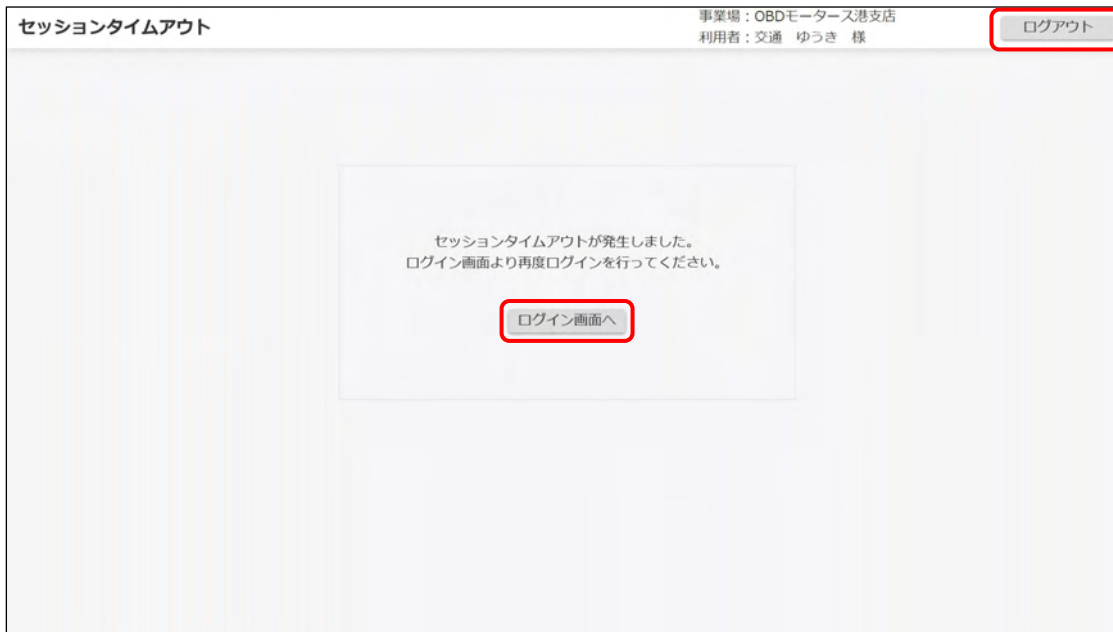 セッションタイムアウト
事業場：OBDモータース港支店
利用者：交通　ゆうき　様
ログアウト
セッションタイムアウトが発生しました。
ログイン画面より再度ログインを行ってください。
ログイン画面へ